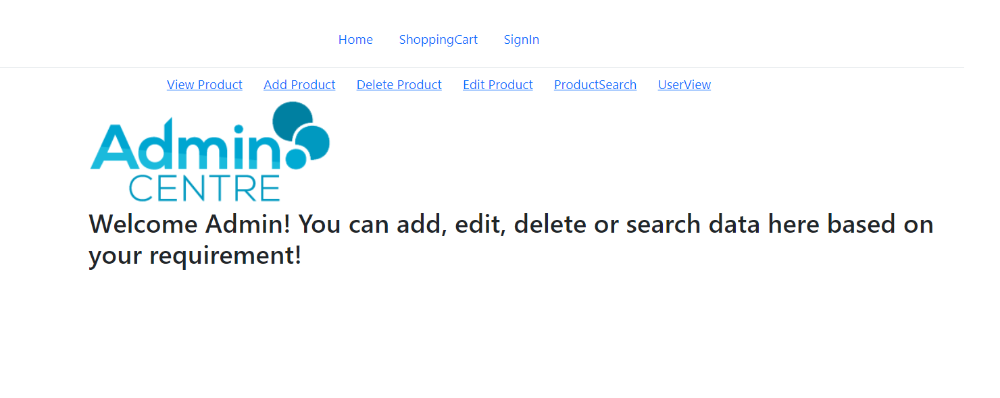 Home ShoppingCart SignIn
View Product Add Product Delete Product Edit Product ProductSearch UserView
Admin
CENTRE
Welcome Admin! You can add, edit, delete or search data here based on
your requirement!